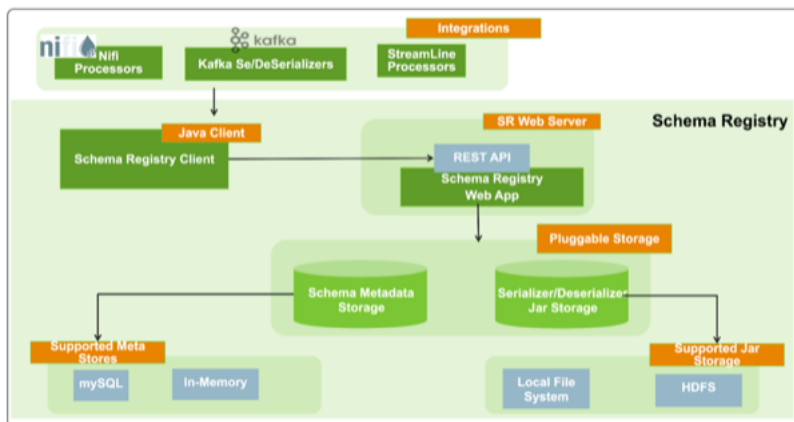 Integrations
nifi
Nifi
Processors
kafka
Kafka Se/DeSerializers
StreamLine
Processors
Java Client
Schema Registry Client
SR Web Server
Schema Registry
REST API
Schema Registry
Web App
Pluggable Storage
Schema Metadata
Storage
Serializer/Deserializer
Jar Storage
Supported Meta
Stores
mySQL
In-Memory
Supported Jar
Storage
Local File
System
HDFS